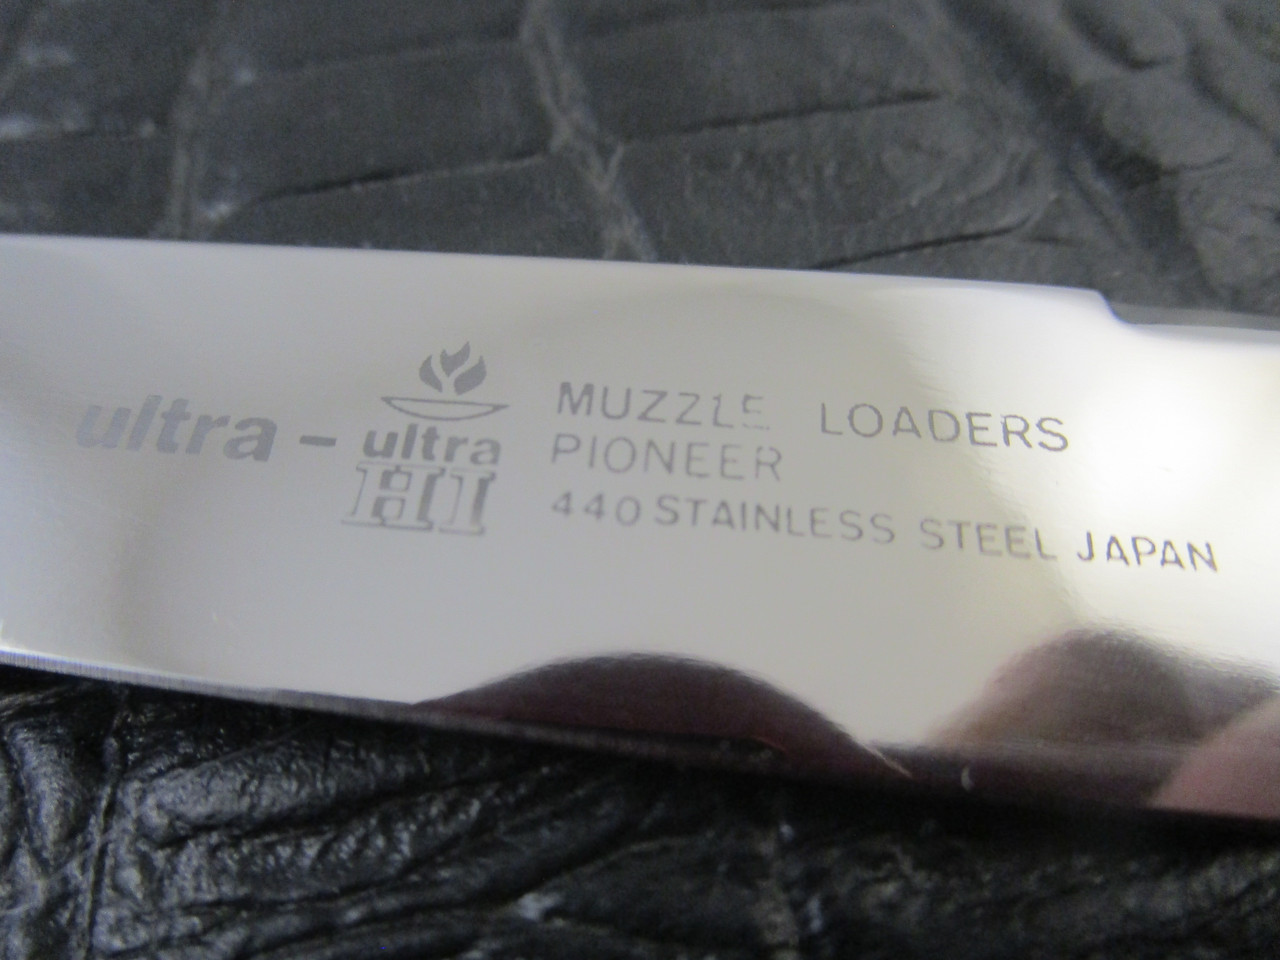 ultra – ultra
HI
MUZZLE LOADERS
PIONEER
440 STAINLESS STEEL JAPAN